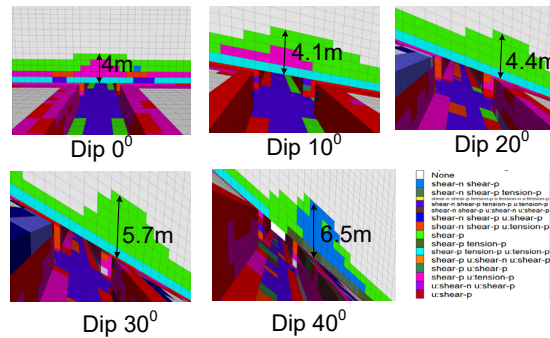 4m
4.1m
4.4m
Dip 0⁰
Dip 10⁰
Dip 20⁰
5.7m
6.5m
Dip 30⁰
Dip 40⁰
None
shear-n shear-p
shear-n shear-p tension-p
shear-n shear-p tension-p u:shear-p
shear-n shear-p u:shear-p
shear-n shear-p u:tension-p
shear-p
shear-p tension-p
shear-p tension-p u:tension-p
shear-p u:shear-n u:shear-p
shear-p u:shear-p
shear-p u:tension-p
u:shear-n u:shear-p
u:shear-p